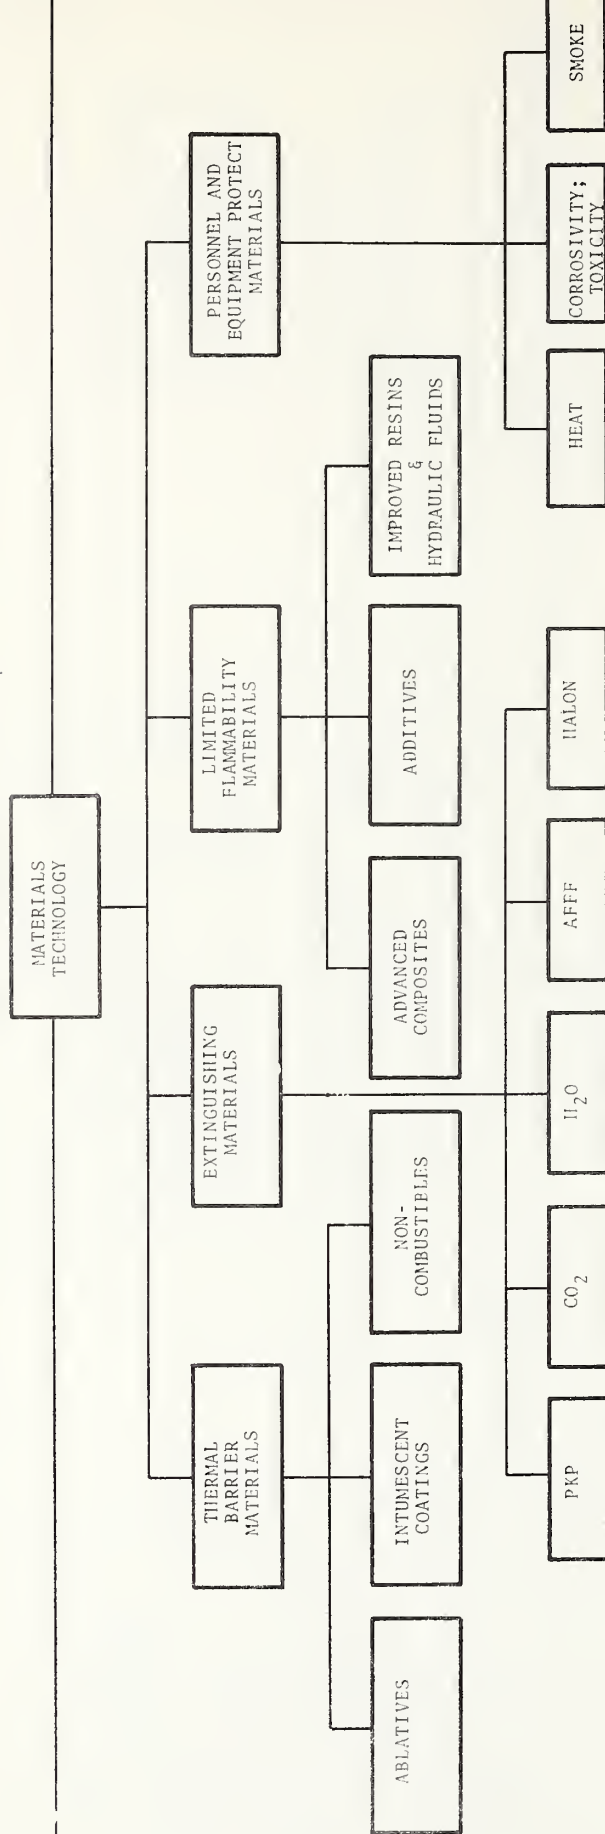 MATERIALS
TECHNOLOGY
THERMAL
BARRIER
MATERIALS
EXTINGUISHING
MATERIALS
LIMITED
FLAMMABILITY
MATERIALS
PERSONNEL AND
EQUIPMENT PROTECT
MATERIALS
ABLATIVES
INTUMESCENT
COATINGS
NON-
COMBUSTIBLES
ADVANCED
COMPOSITES
ADDITIVES
IMPROVED RESINS
&
HYDRAULIC FLUIDS
PKP
CO₂
H₂O
AFFF
HALON
HEAT
CORROSIVITY;
TOXICITY
SMOKE